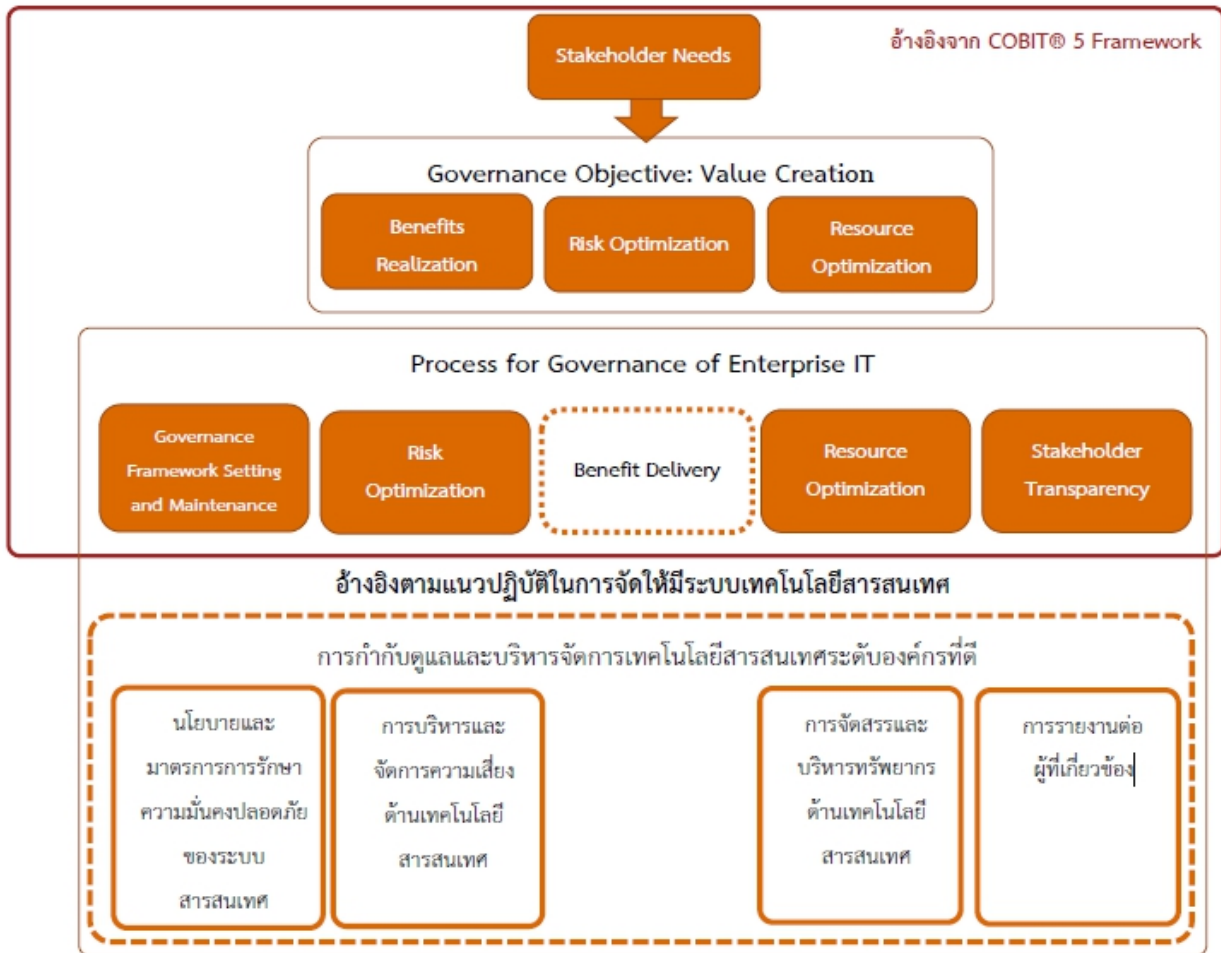 อ้างอิงจาก COBIT® 5 Framework
Stakeholder Needs
Governance Objective: Value Creation
Benefits
Realization
Risk Optimization
Resource
Optimization
Process for Governance of Enterprise IT
Governance
Framework Setting
and Maintenance
Risk
Optimization
Benefit Delivery
Resource
Optimization
Stakeholder
Transparency
อ้างอิงตามแนวปฏิบัติในการจัดให้มีระบบเทคโนโลยีสารสนเทศ
การกำกับดูแลและบริหารจัดการเทคโนโลยีสารสนเทศระดับองค์กรที่ดี
นโยบายและ
มาตรการการรักษา
ความมั่นคงปลอดภัย
ของระบบ
สารสนเทศ
การบริหารและ
จัดการความเสี่ยง
ด้านเทคโนโลยี
สารสนเทศ
การจัดสรรและ
บริหารทรัพยากร
ด้านเทคโนโลยี
สารสนเทศ
การรายงานต่อ
ผู้ที่เกี่ยวข้อง